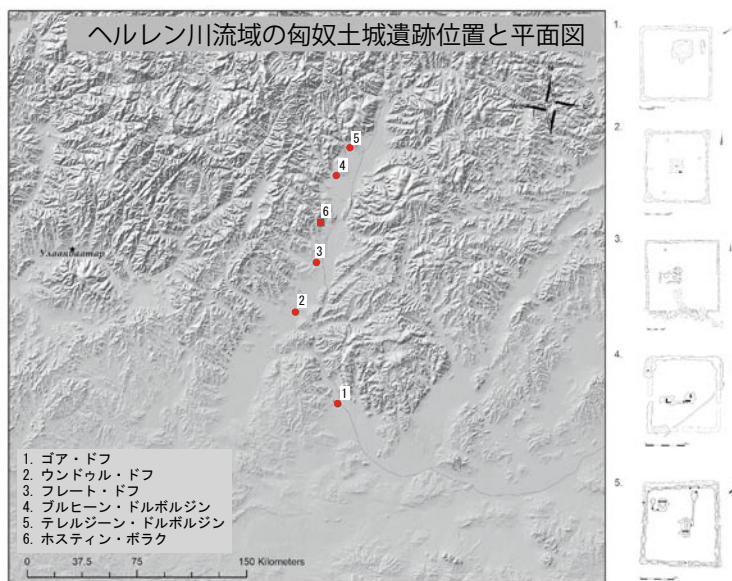 ヘルレン川流域の匈奴土城遺跡位置と平面図
5
4
6
3
2
1
Улаанбаатар
1. ゴア・ドフ
2. ウンドゥル・ドフ
3. フレート・ドフ
4. ブルヒーン・ドルボルジン
5. テレルジーン・ドルボルジン
6. ホスティン・ボラク
0 37.5 75 150 Kilometers
1.
2.
3.
4.
5.